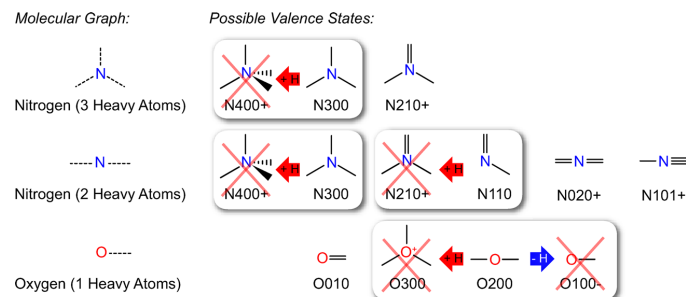 Molecular Graph: Possible Valence States:
N N + H N N
Nitrogen (3 Heavy Atoms) N400+ N300 N210+
N N + H N N + H N N N
Nitrogen (2 Heavy Atoms) N400+ N300 N210+ N110 N020+ N101+
O O O+ + H O - H O
Oxygen (1 Heavy Atoms) O010 O300 O200 O100-